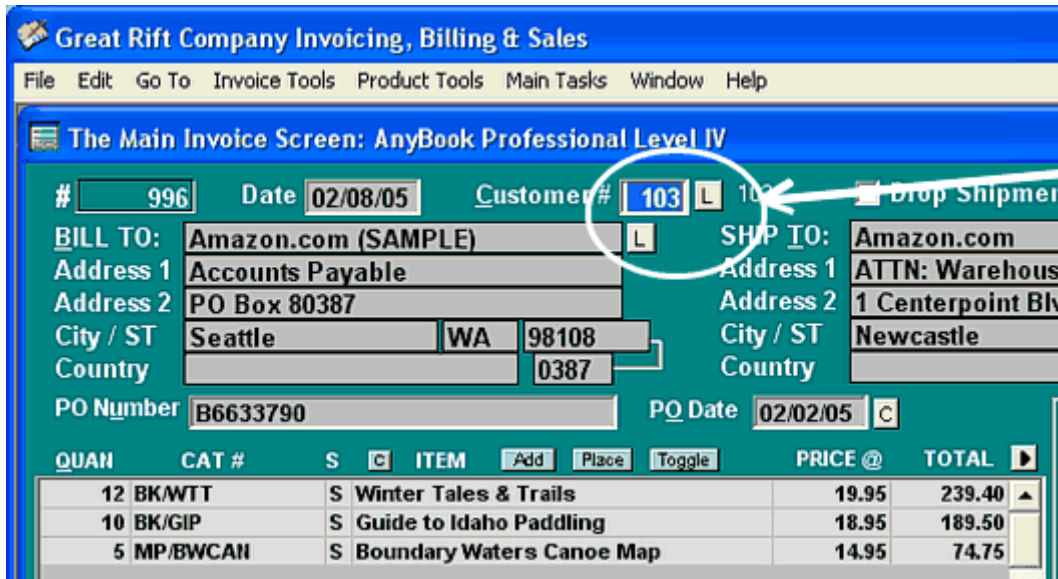 Great Rift Company Invoicing, Billing & Sales
File Edit Go To Invoice Tools Product Tools Main Tasks Window Help
The Main Invoice Screen: AnyBook Professional Level IV
# 996 Date 02/08/05 Customer# 103 L Drop Shipmen
BILL TO: Amazon.com (SAMPLE) L SHIP TO: Amazon.com
Address 1 Accounts Payable Address 1 ATTN: Warehous
Address 2 PO Box 80387 Address 2 1 Centerpoint Blv
City / ST Seattle WA 98108 City / ST Newcastle
Country 0387 Country
PO Number B6633790 PO Date 02/02/05 C
QUAN CAT # S C ITEM Add Place Toggle PRICE @ TOTAL
12 BK/WTT S Winter Tales & Trails 19.95 239.40
10 BK/GIP S Guide to Idaho Paddling 18.95 189.50
5 MP/BWCAN S Boundary Waters Canoe Map 14.95 74.75